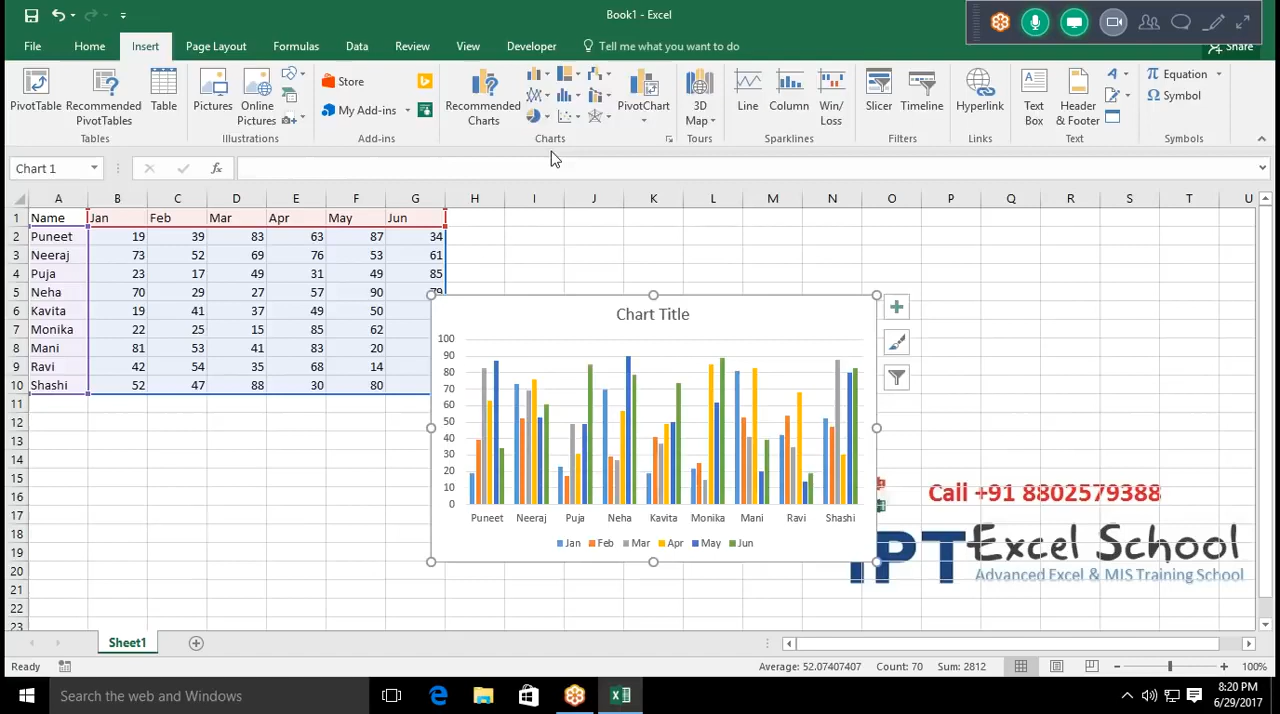 Book1 - Excel
File Home Insert Page Layout Formulas Data Review View Developer Tell me what you want to do Share
PivotTable Recommended PivotTables Table Pictures Online Pictures Store My Add-ins Recommended Charts PivotChart 3D Map Line Column Win/Loss Slicer Timeline Hyperlink Text Box Header & Footer Equation Symbol
Tables Illustrations Add-ins Charts Tours Sparklines Filters Links Text Symbols
Chart 1 fx
A B C D E F G H I J K L M N O P Q R S T U
1 Name Jan Feb Mar Apr May Jun
2 Puneet 19 39 83 63 87 34
3 Neeraj 73 52 69 76 53 61
4 Puja 23 17 49 31 49 85
5 Neha 70 29 27 57 90
6 Kavita 19 41 37 49 50
7 Monika 22 25 15 85 62
8 Mani 81 53 41 83 20
9 Ravi 42 54 35 68 14
10 Shashi 52 47 88 30 80
11
12
13
14
15
16
17
18
19
20
21
22
23
Chart Title
100
90
80
70
60
50
40
30
20
10
0
Puneet Neeraj Puja Neha Kavita Monika Mani Ravi Shashi
Jan Feb Mar Apr May Jun
Call +91 8802579388
IPT Excel School
Advanced Excel & MIS Training School
Sheet1
Ready Average: 52.07407407 Count: 70 Sum: 2812 100%
Search the web and Windows
8:20 PM
6/29/2017